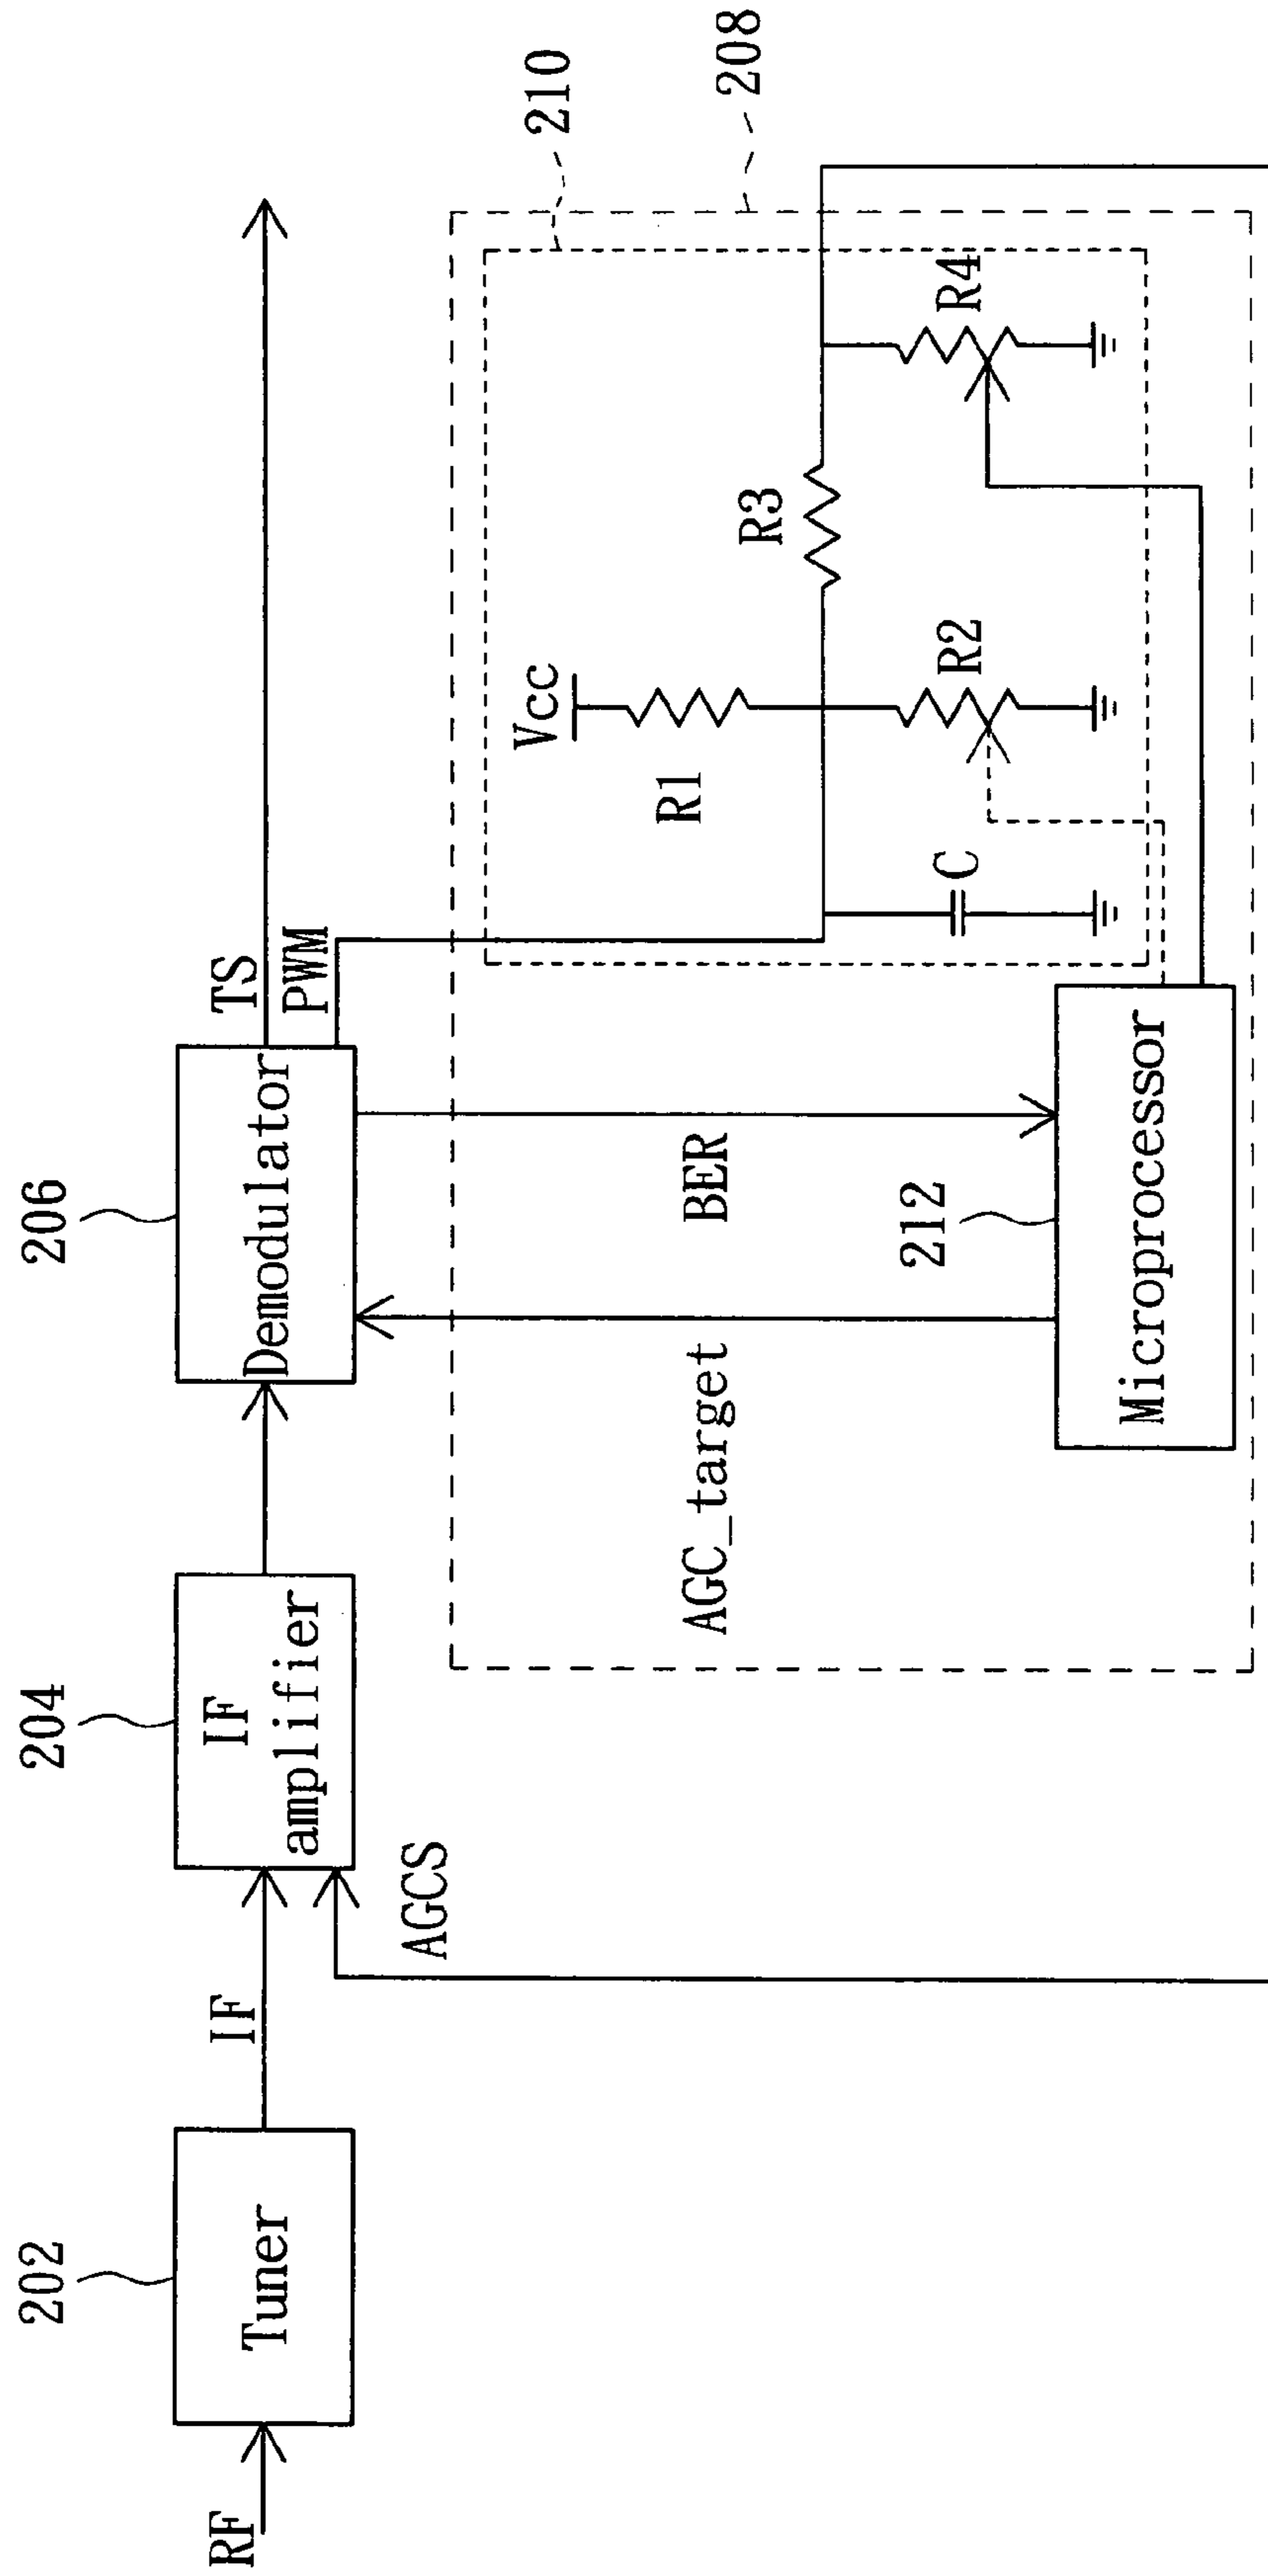 202
204
206
RF
Tuner
IF
IF
amplifier
Demodulator
TS
PWM
AGCS
210
208
AGC_target
BER
Vcc
R1
R3
C
R2
R4
212
Microprocessor